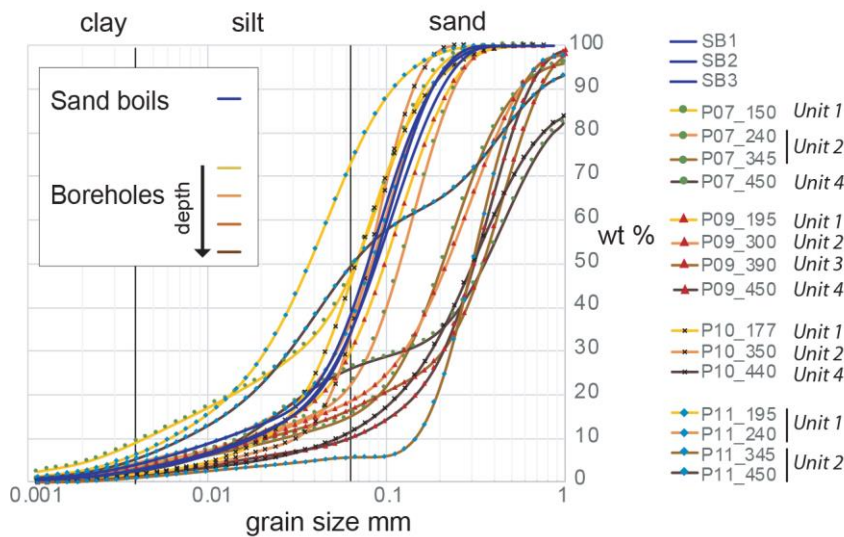 clay silt sand
Sand boils
Boreholes
depth
100
90
80
70
60
50
40
30
20
10
0
wt %
0.001 0.01 0.1 1
grain size mm
SB1
SB2
SB3
P07_150 Unit 1
P07_240
P07_345
Unit 2
P07_450 Unit 4
P09_195 Unit 1
P09_300 Unit 2
P09_390 Unit 3
P09_450 Unit 4
P10_177 Unit 1
P10_350 Unit 2
P10_440 Unit 4
P11_195
P11_240
Unit 1
P11_345
P11_450
Unit 2